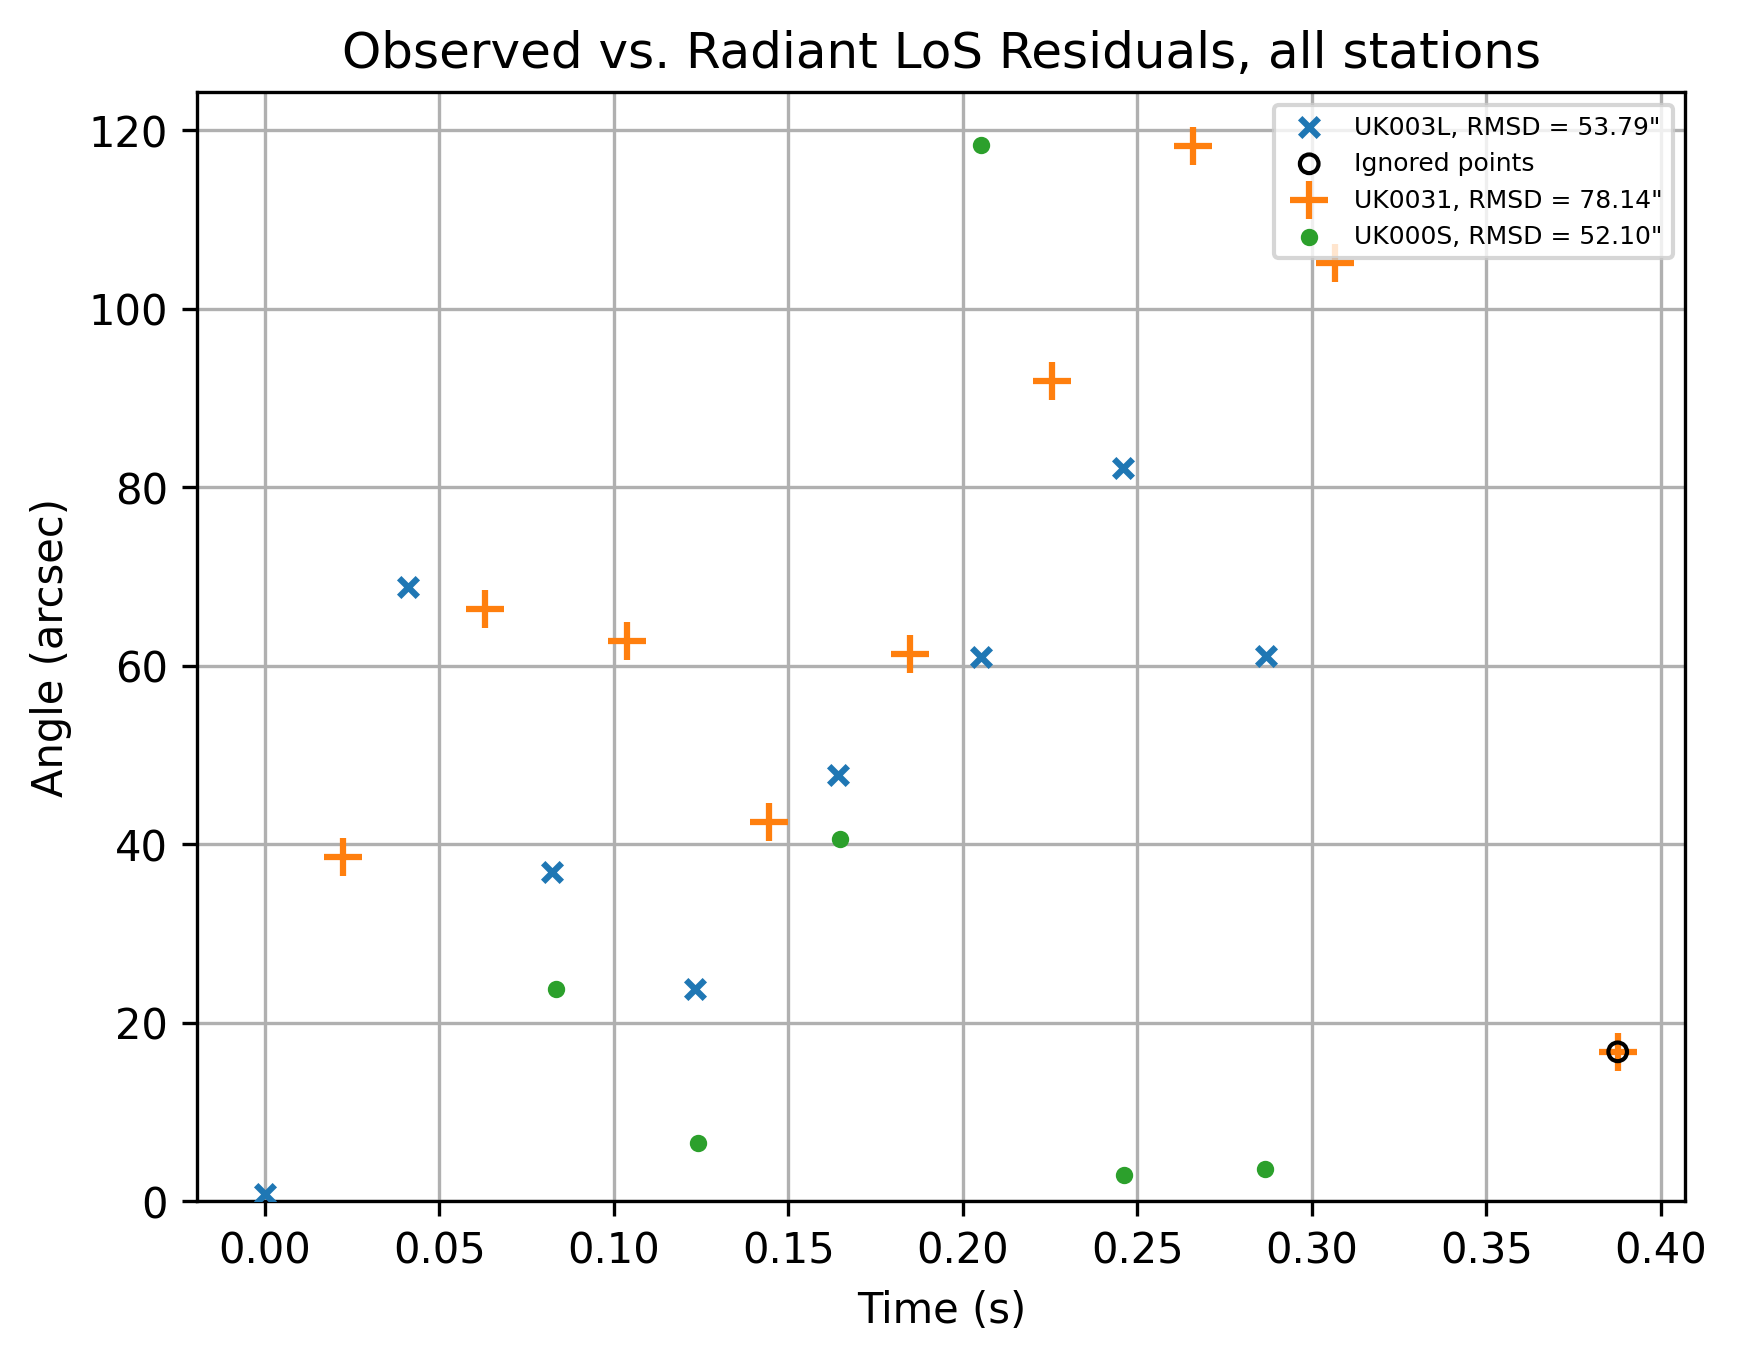 Observed vs. Radiant LoS Residuals, all stations
UK003L, RMSD = 53.79"
Ignored points
UK0031, RMSD = 78.14"
UK000S, RMSD = 52.10"
120
100
80
60
40
20
0
Angle (arcsec)
0.00 0.05 0.10 0.15 0.20 0.25 0.30 0.35 0.40
Time (s)